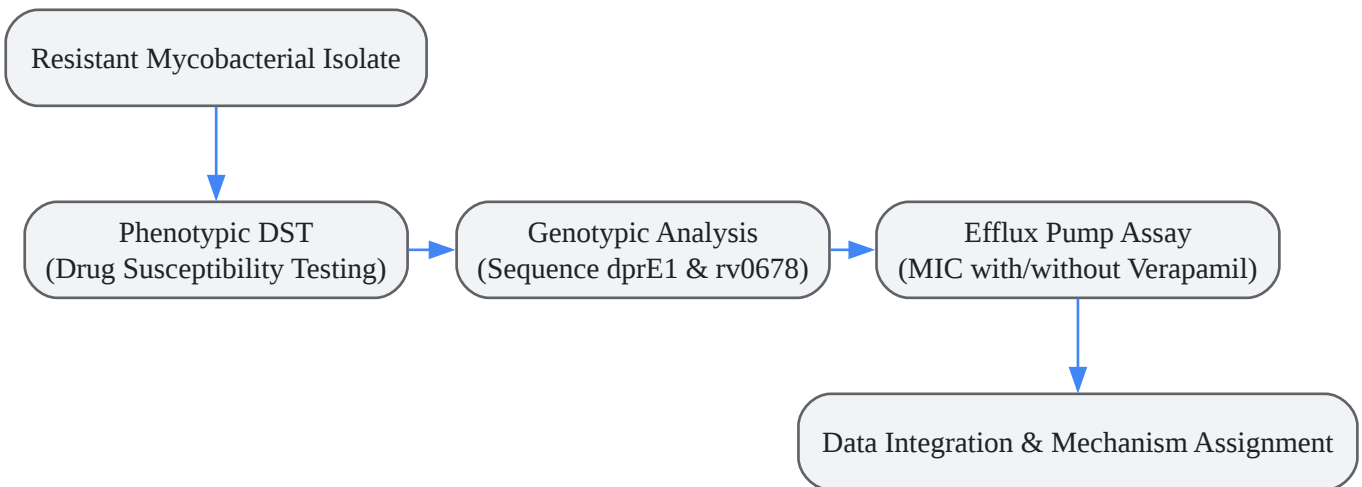 Resistant Mycobacterial Isolate
Phenotypic DST
(Drug Susceptibility Testing)
Genotypic Analysis
(Sequence dprE1 & rv0678)
Efflux Pump Assay
(MIC with/without Verapamil)
Data Integration & Mechanism Assignment